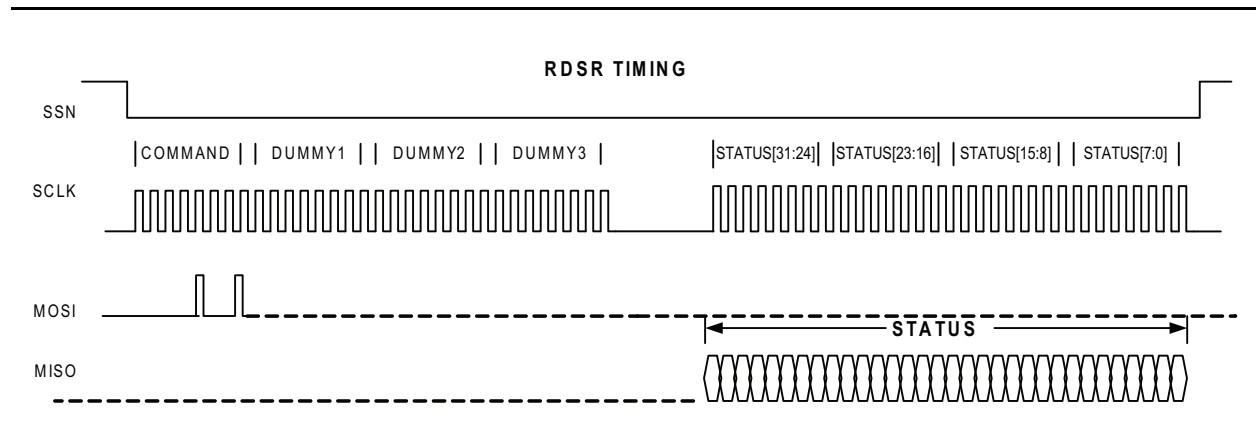 RDSR TIMING
SSN
COMMAND DUMMY1 DUMMY2 DUMMY3 STATUS[31:24] STATUS[23:16] STATUS[15:8] STATUS[7:0]
SCLK
MOSI
STATUS
MISO